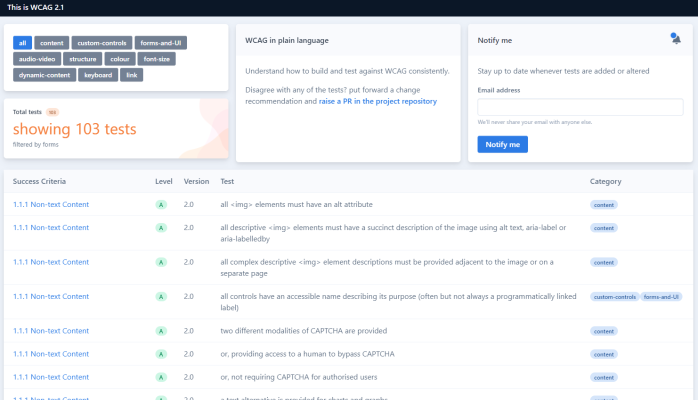 This is WCAG 2.1
all content custom-controls forms-and-UI
audio-video structure colour font-size
dynamic-content keyboard link
Total tests 103
showing 103 tests
filtered by forms
WCAG in plain language
Understand how to build and test against WCAG consistently.
Disagree with any of the tests? put forward a change
recommendation and raise a PR in the project repository
Notify me
Stay up to date whenever tests are added or altered
Email address
We'll never share your email with anyone else.
Notify me
Success Criteria Level Version Test Category
1.1.1 Non-text Content A 2.0 all <img> elements must have an alt attribute content
1.1.1 Non-text Content A 2.0 all descriptive <img> elements must have a succinct description of the image using alt text, aria-label or content
aria-labelledby
1.1.1 Non-text Content A 2.0 all complex descriptive <img> element descriptions must be provided adjacent to the image or on a content
separate page
1.1.1 Non-text Content A 2.0 all controls have an accessible name describing its purpose (often but not always a programmatically linked custom-controls forms-and-UI
label)
1.1.1 Non-text Content A 2.0 two different modalities of CAPTCHA are provided content
1.1.1 Non-text Content A 2.0 or, providing access to a human to bypass CAPTCHA content
1.1.1 Non-text Content A 2.0 or, not requiring CAPTCHA for authorised users content